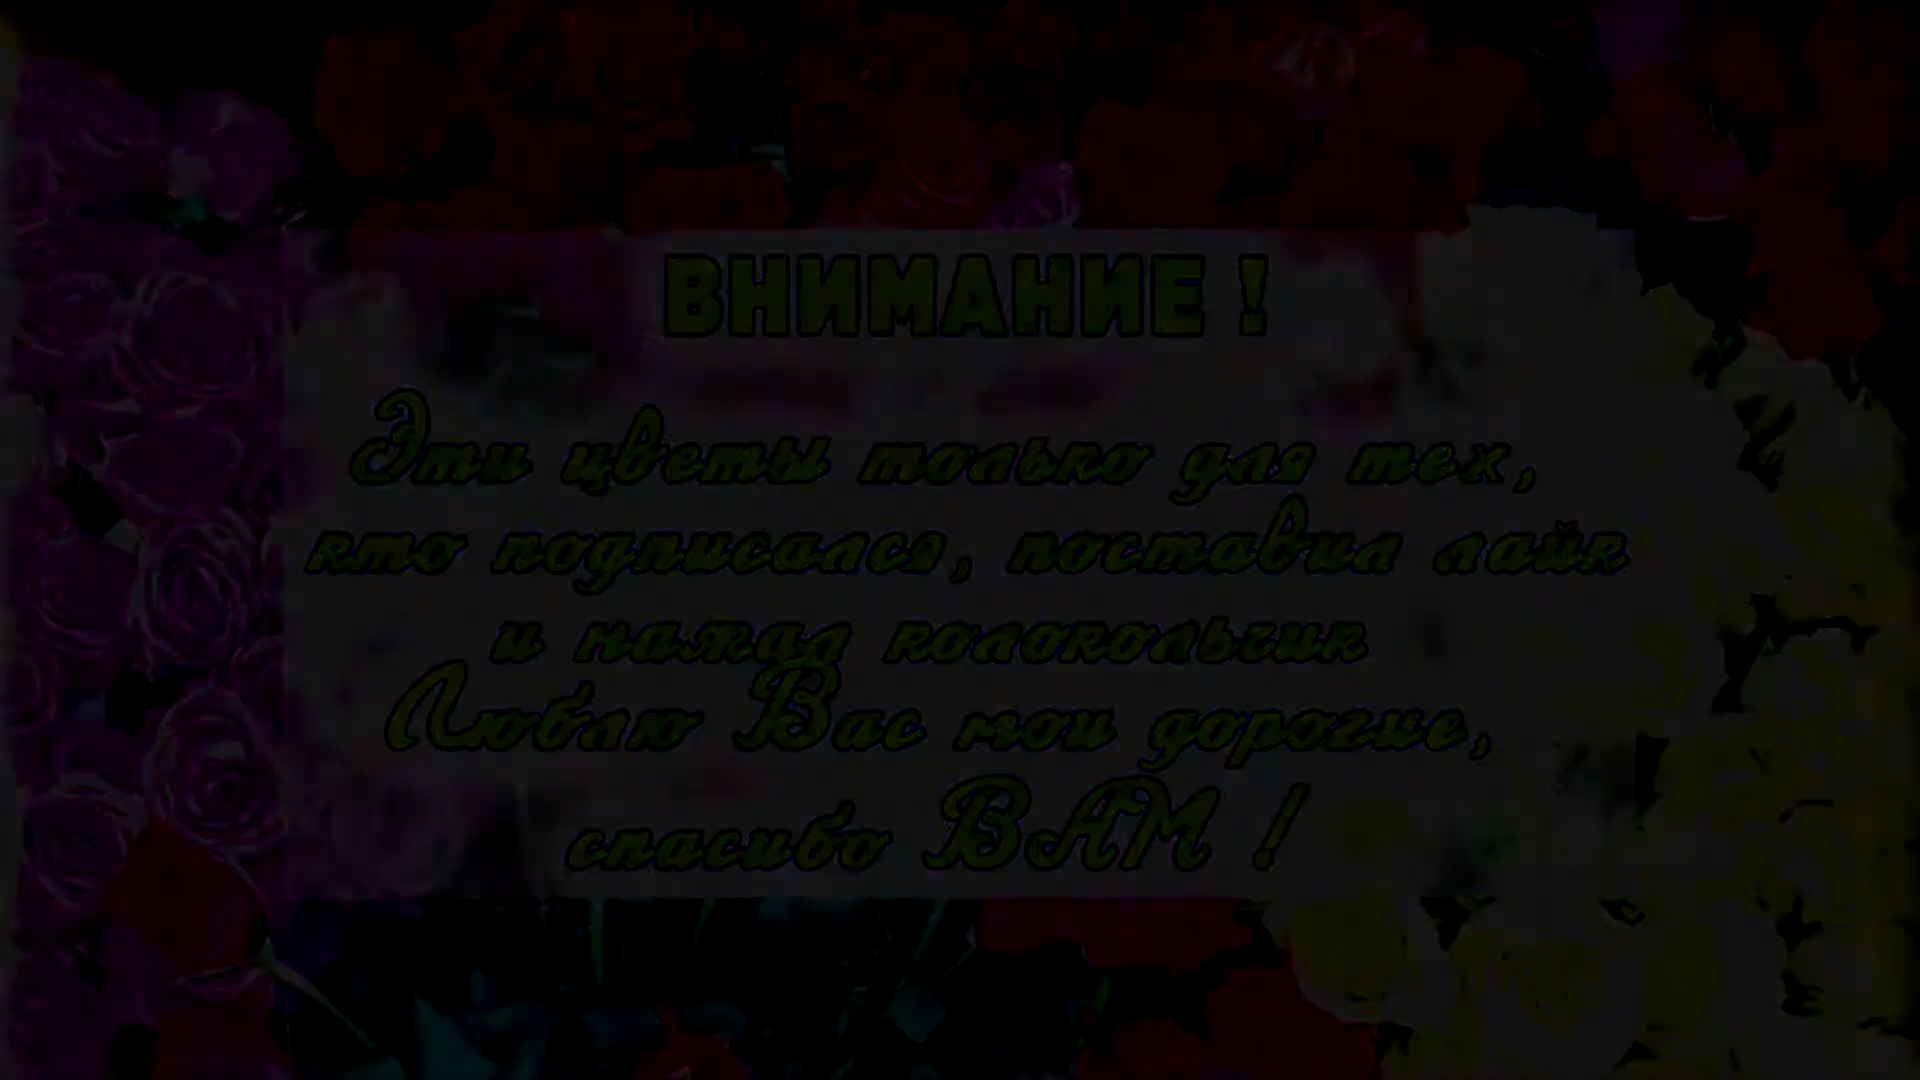 ВНИМАНИЕ !
Эти цветы только для тех,
кто подписался, поставил лайк
и нажал колокольчик
Люблю Вас мои дорогие,
спасибо ВАМ !